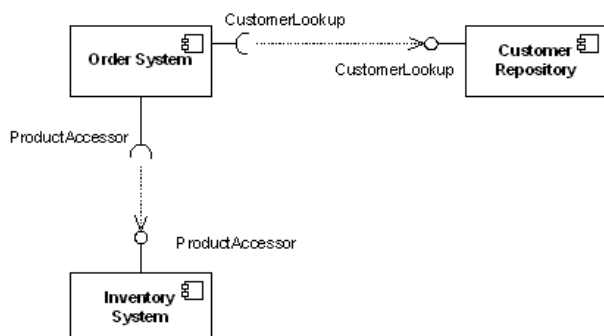 CustomerLookup
Order System
Customer
Repository
CustomerLookup
ProductAccessor
ProductAccessor
Inventory
System